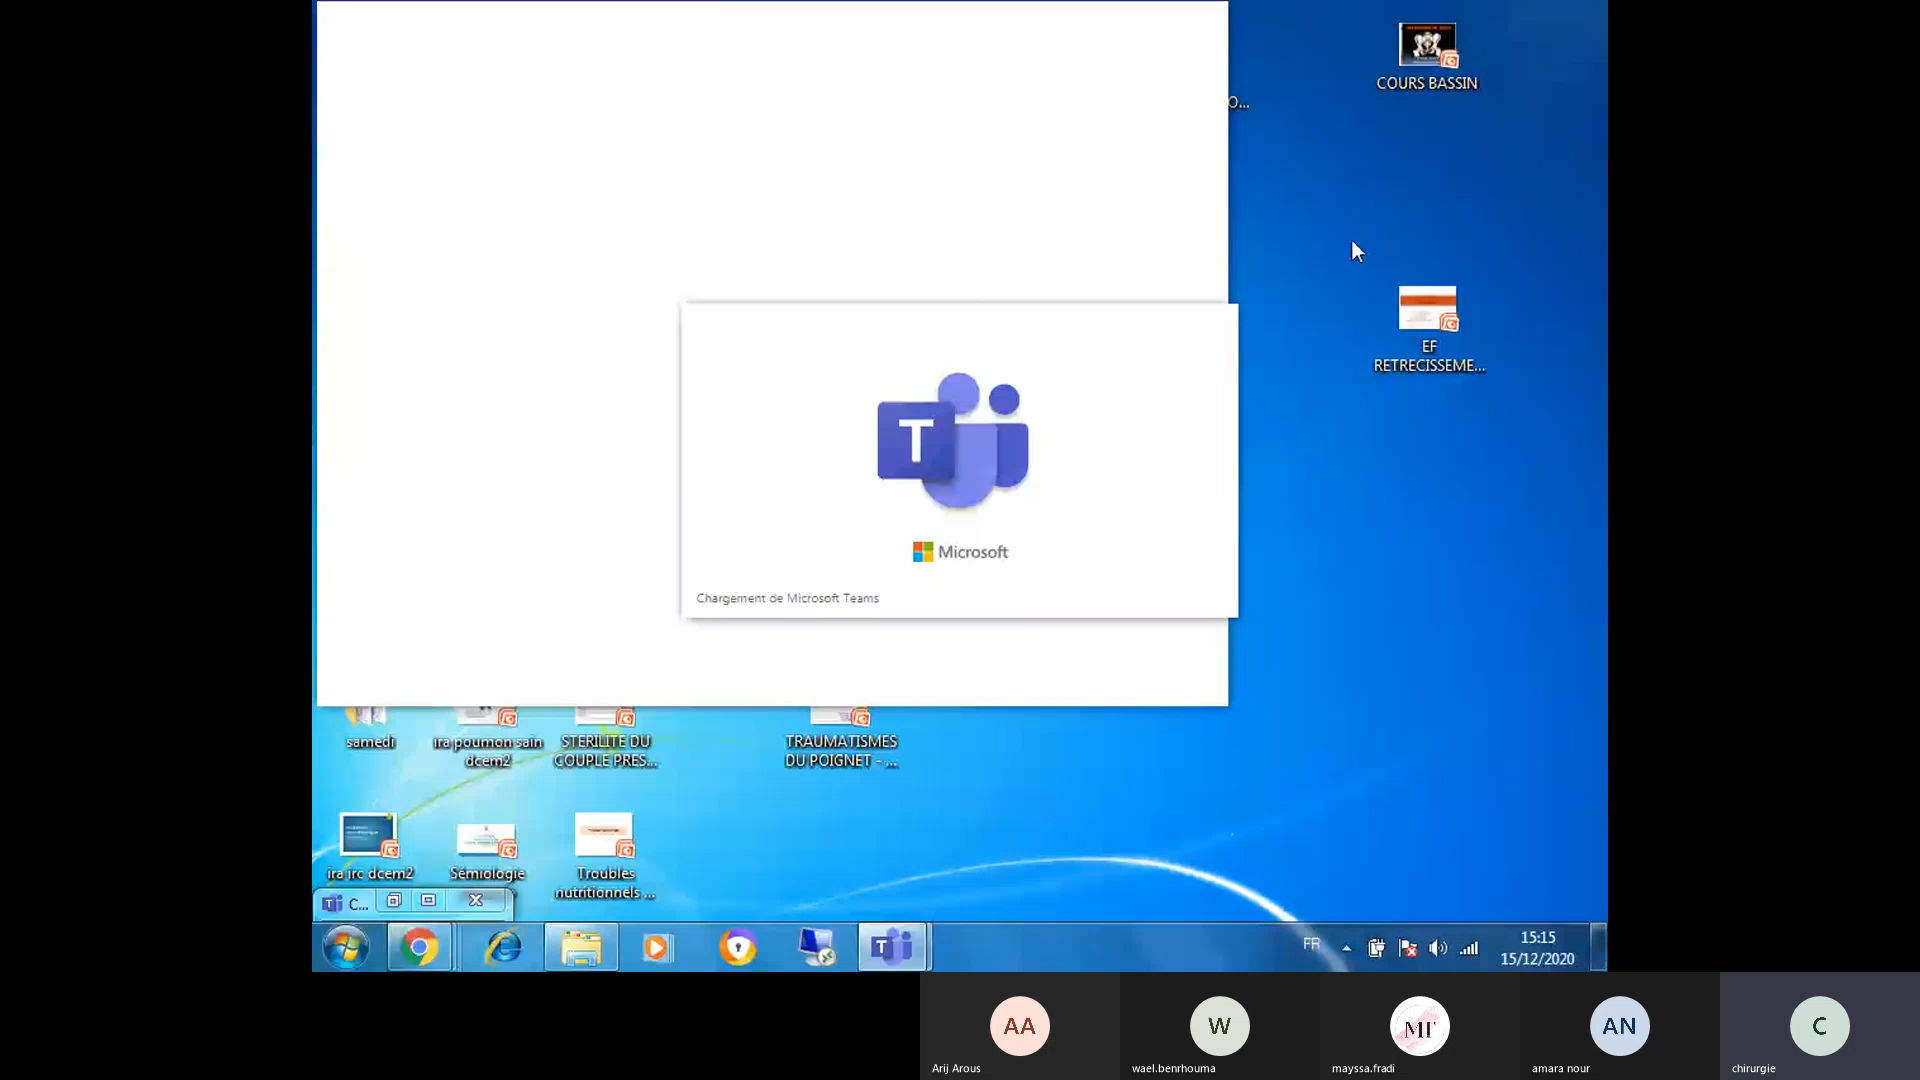 COURS BASSIN
O...
EF
RETRECISSEME...
T
Microsoft
Chargement de Microsoft Teams
samedi
ira poumon sain
dcem2
STERILITE DU
COUPLE PRES...
TRAUMATISMES
DU POIGNET - ...
ira irc dcem2
Sémiologie
Troubles
nutritionnels ...
T C...
T
FR
15:15
15/12/2020
AA
W
MF
AN
C
Arij Arous
wael.benrhouma
mayssa.fradi
amara nour
chirurgie